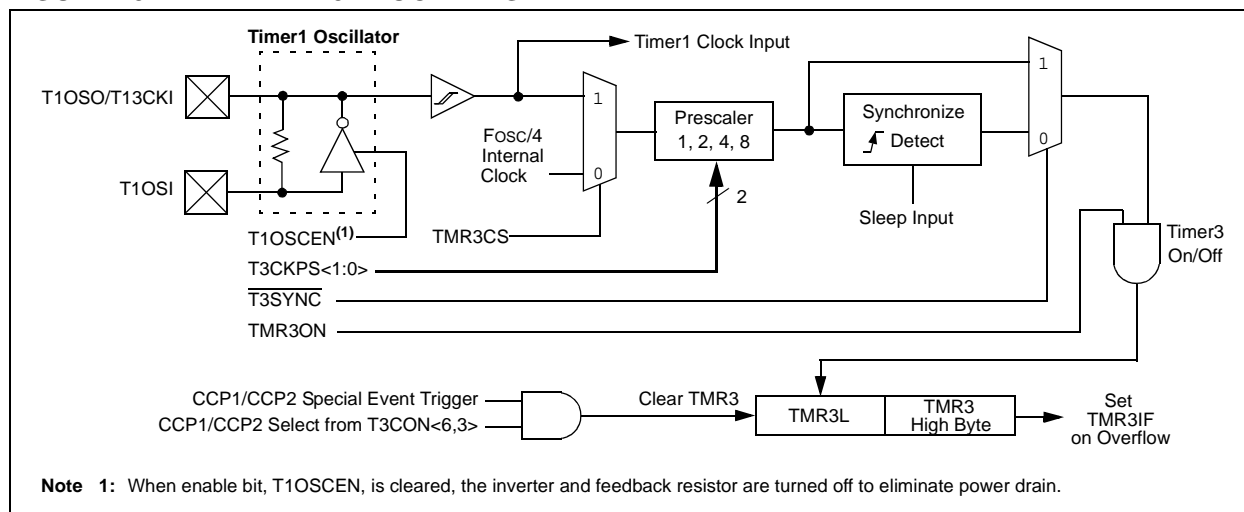 Timer1 Oscillator
Timer1 Clock Input
T1OSO/T13CKI
1
1
FOSC/4
Internal
Clock
0
Prescaler
1, 2, 4, 8
Synchronize
Detect
0
T1OSI
2
Sleep Input
T1OSCEN(1)
TMR3CS
Timer3
On/Off
T3CKPS<1:0>
T3SYNC
TMR3ON
CCP1/CCP2 Special Event Trigger
CCP1/CCP2 Select from T3CON<6,3>
Clear TMR3
TMR3L
TMR3
High Byte
Set
TMR3IF
on Overflow
Note 1: When enable bit, T1OSCEN, is cleared, the inverter and feedback resistor are turned off to eliminate power drain.